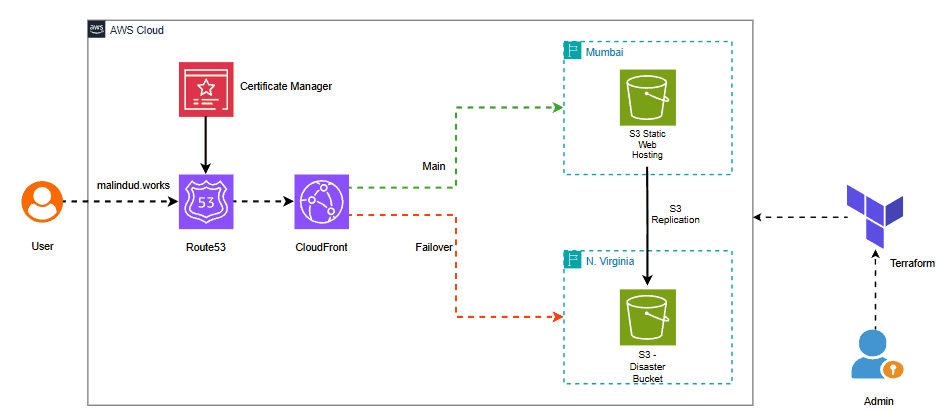 aws
AWS Cloud
Mumbai
Certificate Manager
S3 Static
Web
Hosting
Main
malindud.works
53
S3
Replication
User
Route53
CloudFront
Failover
N. Virginia
Terraform
S3 -
Disaster
Bucket
Admin